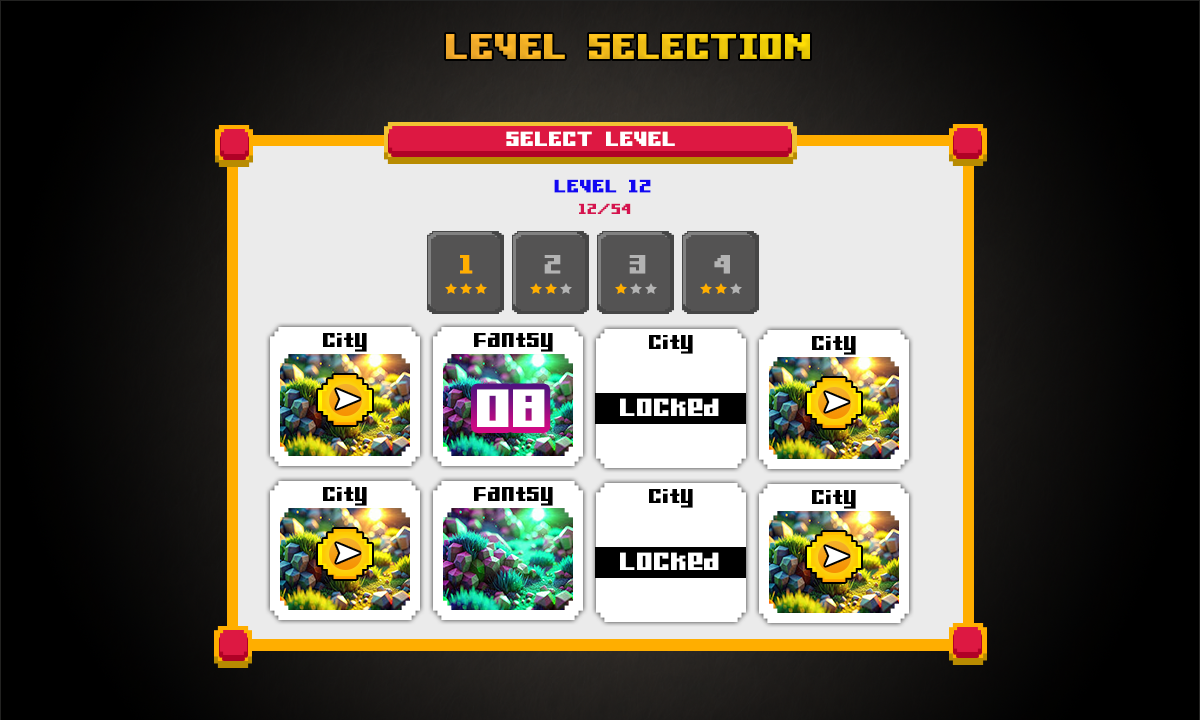 LEVEL SELECTION
SELECT LEVEL
LEVEL 12
12/54
1 2 3 4
City Fantsy City City
08 Locked
City Fantsy City City
Locked